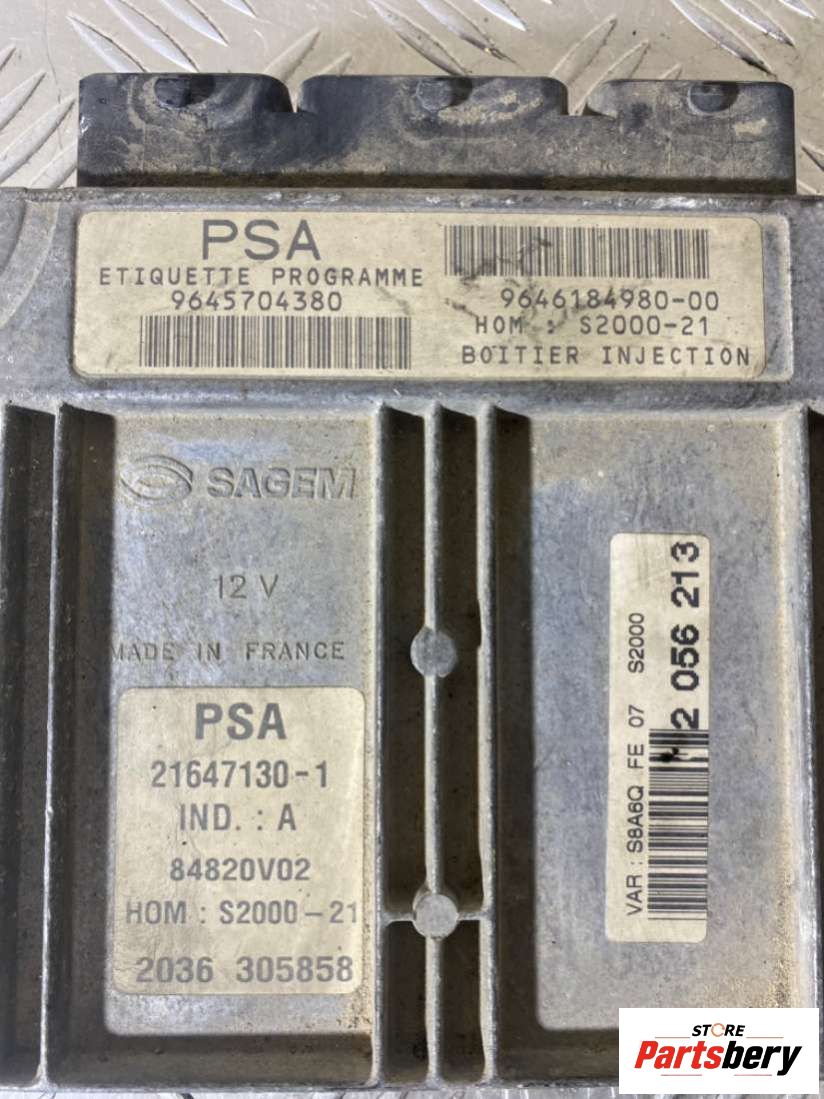 PSA
ETIQUETTE PROGRAMME
9645704380
9646184980-00
HOM : S2000-21
BOITIER INJECTION
SAGEM
12 V
MADE IN FRANCE
PSA
21647130-1
IND. : A
84820V02
HOM : S2000-21
2036 305858
VAR : S8A6Q FE 07 S2000
2 056 213
STORE
Partsbery